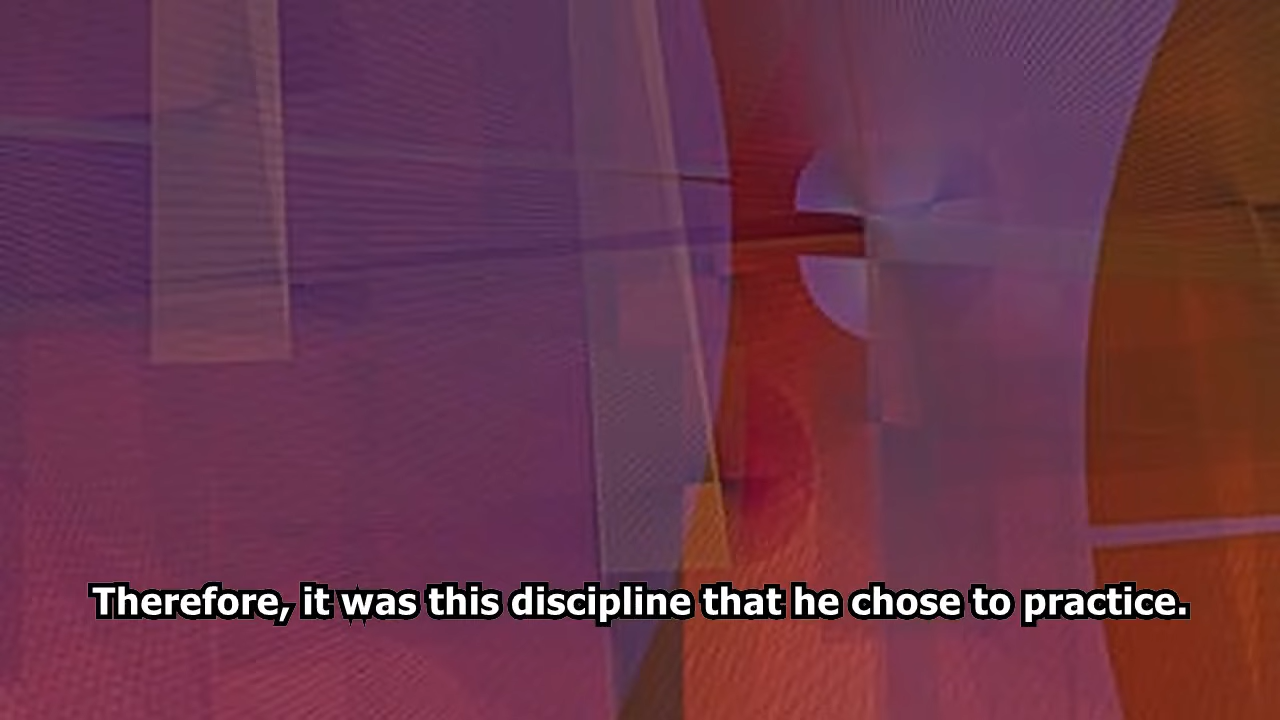 Therefore, it was this discipline that he chose to practice.